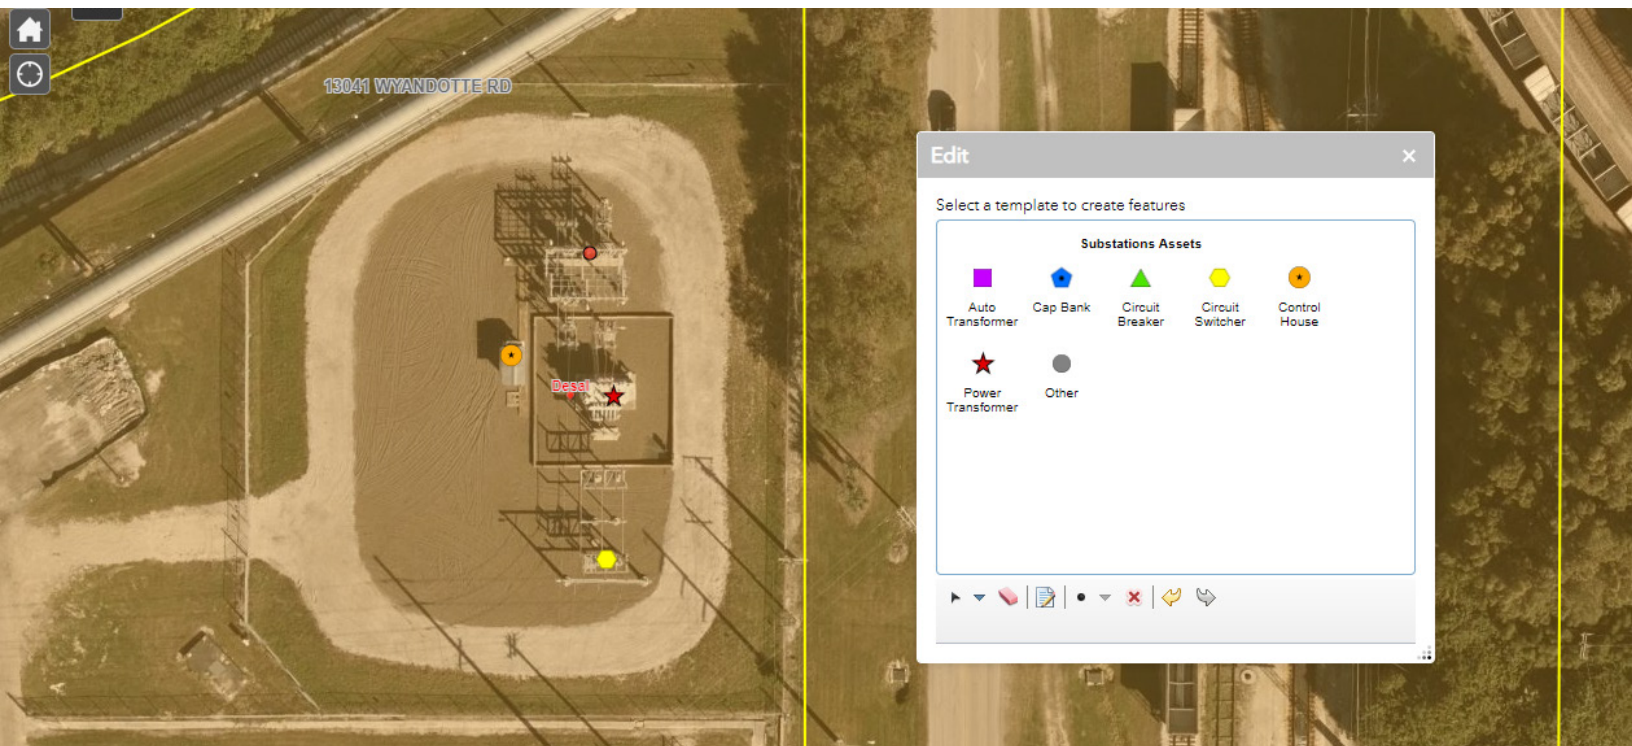 13041 WYANDOTTE RD
Desal
Edit
Select a template to create features
Substations Assets
Auto
Transformer
Cap Bank
Circuit
Breaker
Circuit
Switcher
Control
House
Power
Transformer
Other